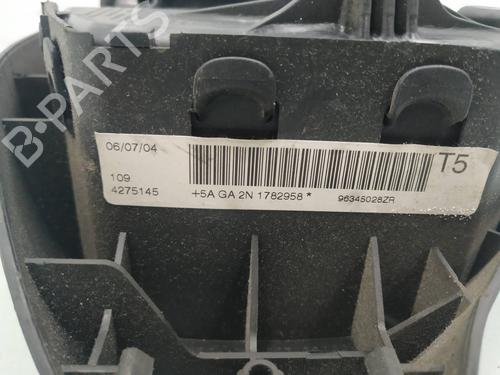 B-PARTS
06/07/04
T5
109
4275145
+5A GA 2N 1782958 *
96345028ZR